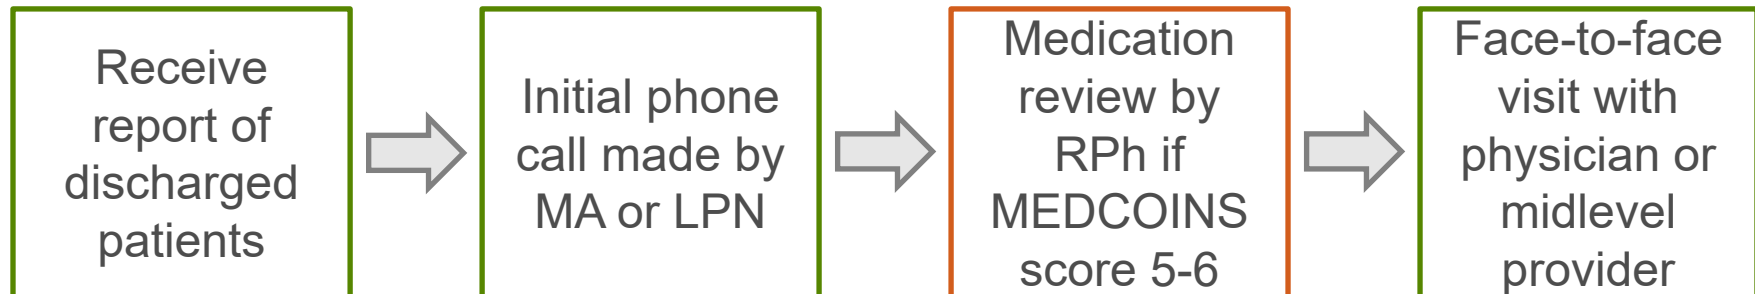 Receive
report of
discharged
patients
Initial phone
call made by
MA or LPN
Medication
review by
RPh if
MEDCOINS
score 5-6
Face-to-face
visit with
physician or
midlevel
provider